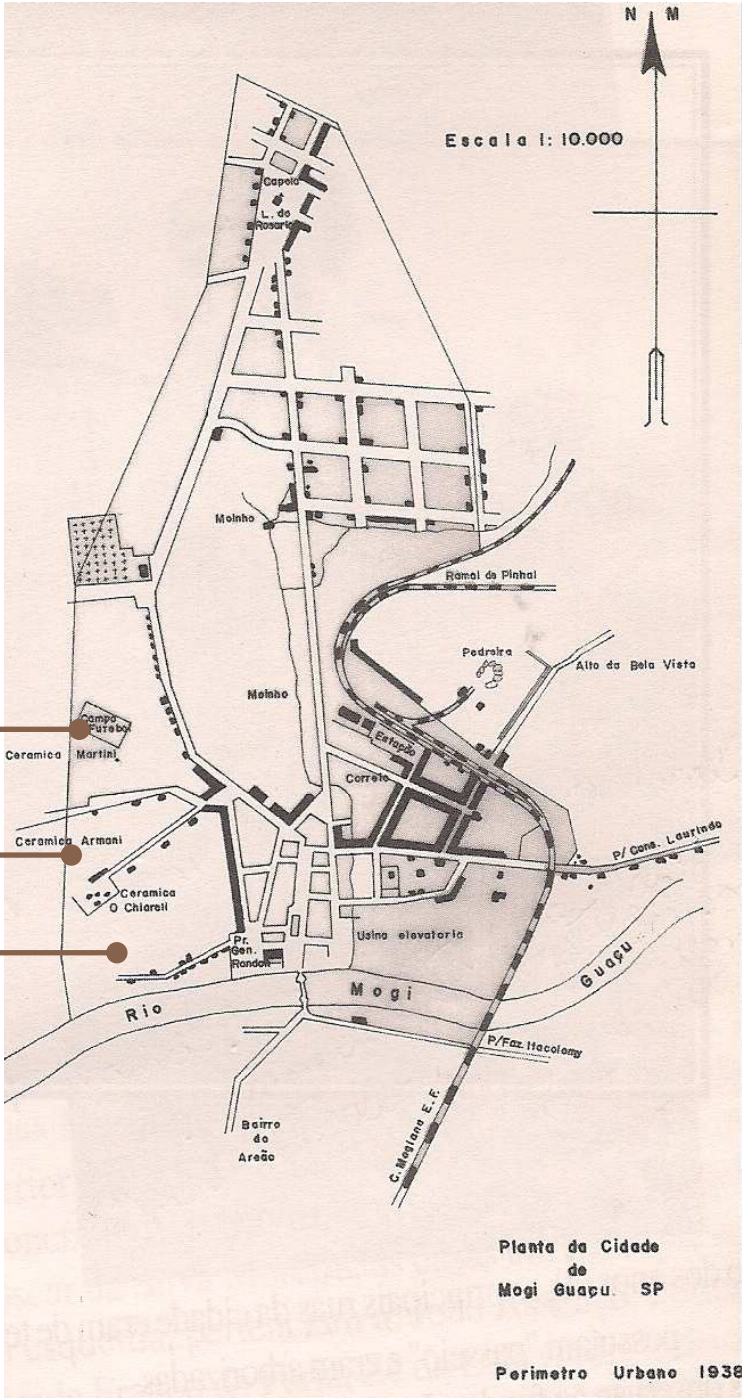 N M
Escala 1: 10.000
Capela
L. do
Rosario
Moinho
Ramal de Pinhal
Pedreira
Alto da Bela Vista
Moinho
Campo
Futebol
Estação
Ceramica Martini
Correio
Ceramica Armani
P/ Cons. Laurindo
Ceramica
O Chiareli
Usina elevatoria
Pr.
Gen.
Rondon
Rio Mogi Guaçu
P/Faz. Itacolomy
Bairro
do
Areão
C. Mogiana E.F.
Planta da Cidade
de
Mogi Guaçu. SP
Perimetro Urbano 1938